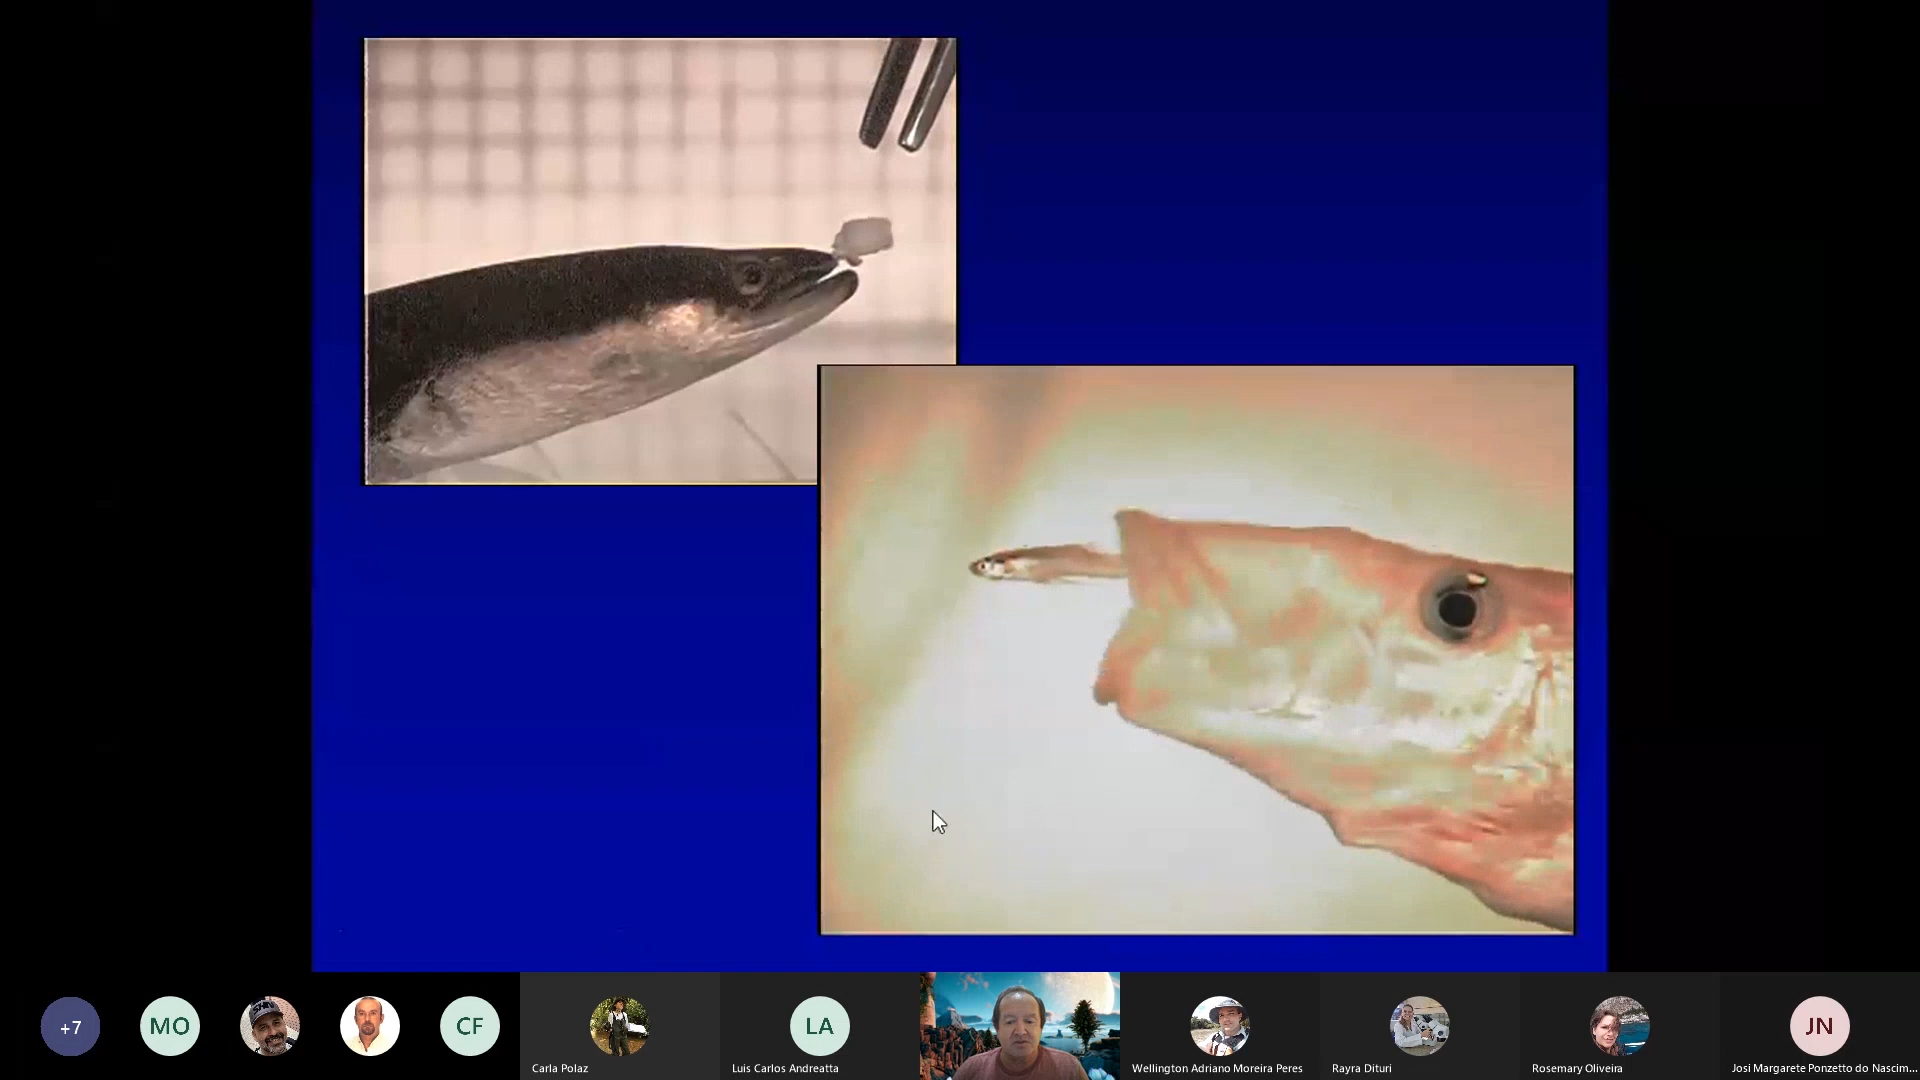 +7
MO
CF
Carla Polaz
LA
Luis Carlos Andreatta
Wellington Adriano Moreira Peres
Rayra Dituri
Rosemary Oliveira
JN
Josi Margarete Ponzetto do Nascim...